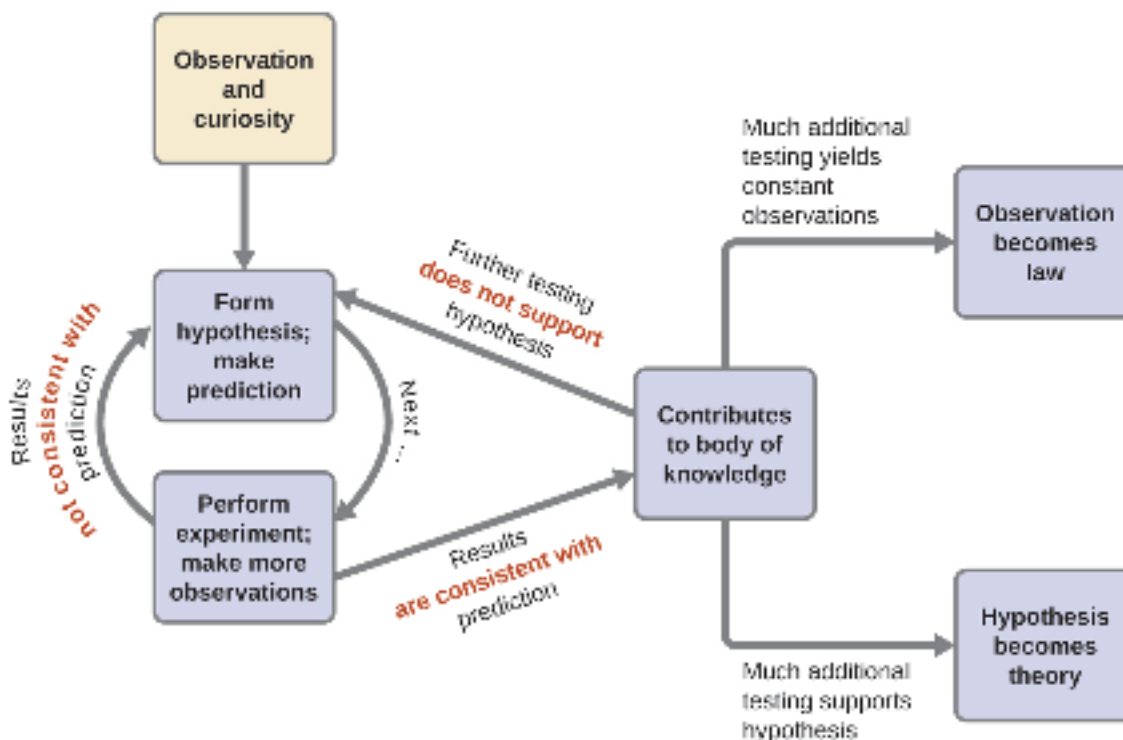 Observation
and
curiosity
Form
hypothesis;
make
prediction
Results
not consistent with
prediction
Next ...
Perform
experiment;
make more
observations
Further testing
does not support
hypothesis
Results
are consistent with
prediction
Contributes
to body of
knowledge
Much additional
testing yields
constant
observations
Observation
becomes
law
Much additional
testing supports
hypothesis
Hypothesis
becomes
theory